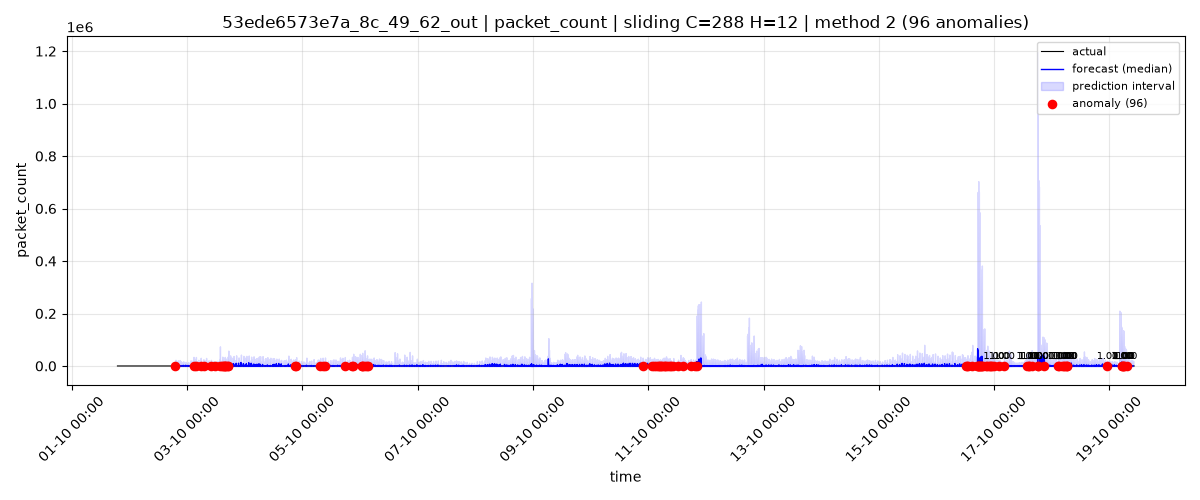 53ede6573e7a_8c_49_62_out | packet_count | sliding C=288 H=12 | method 2 (96 anomalies)
1e6
1.2
1.0
0.8
0.6
0.4
0.2
0.0
packet_count
actual
forecast (median)
prediction interval
anomaly (96)
01-10 00:00
03-10 00:00
05-10 00:00
07-10 00:00
09-10 00:00
11-10 00:00
13-10 00:00
15-10 00:00
17-10 00:00
19-10 00:00
time